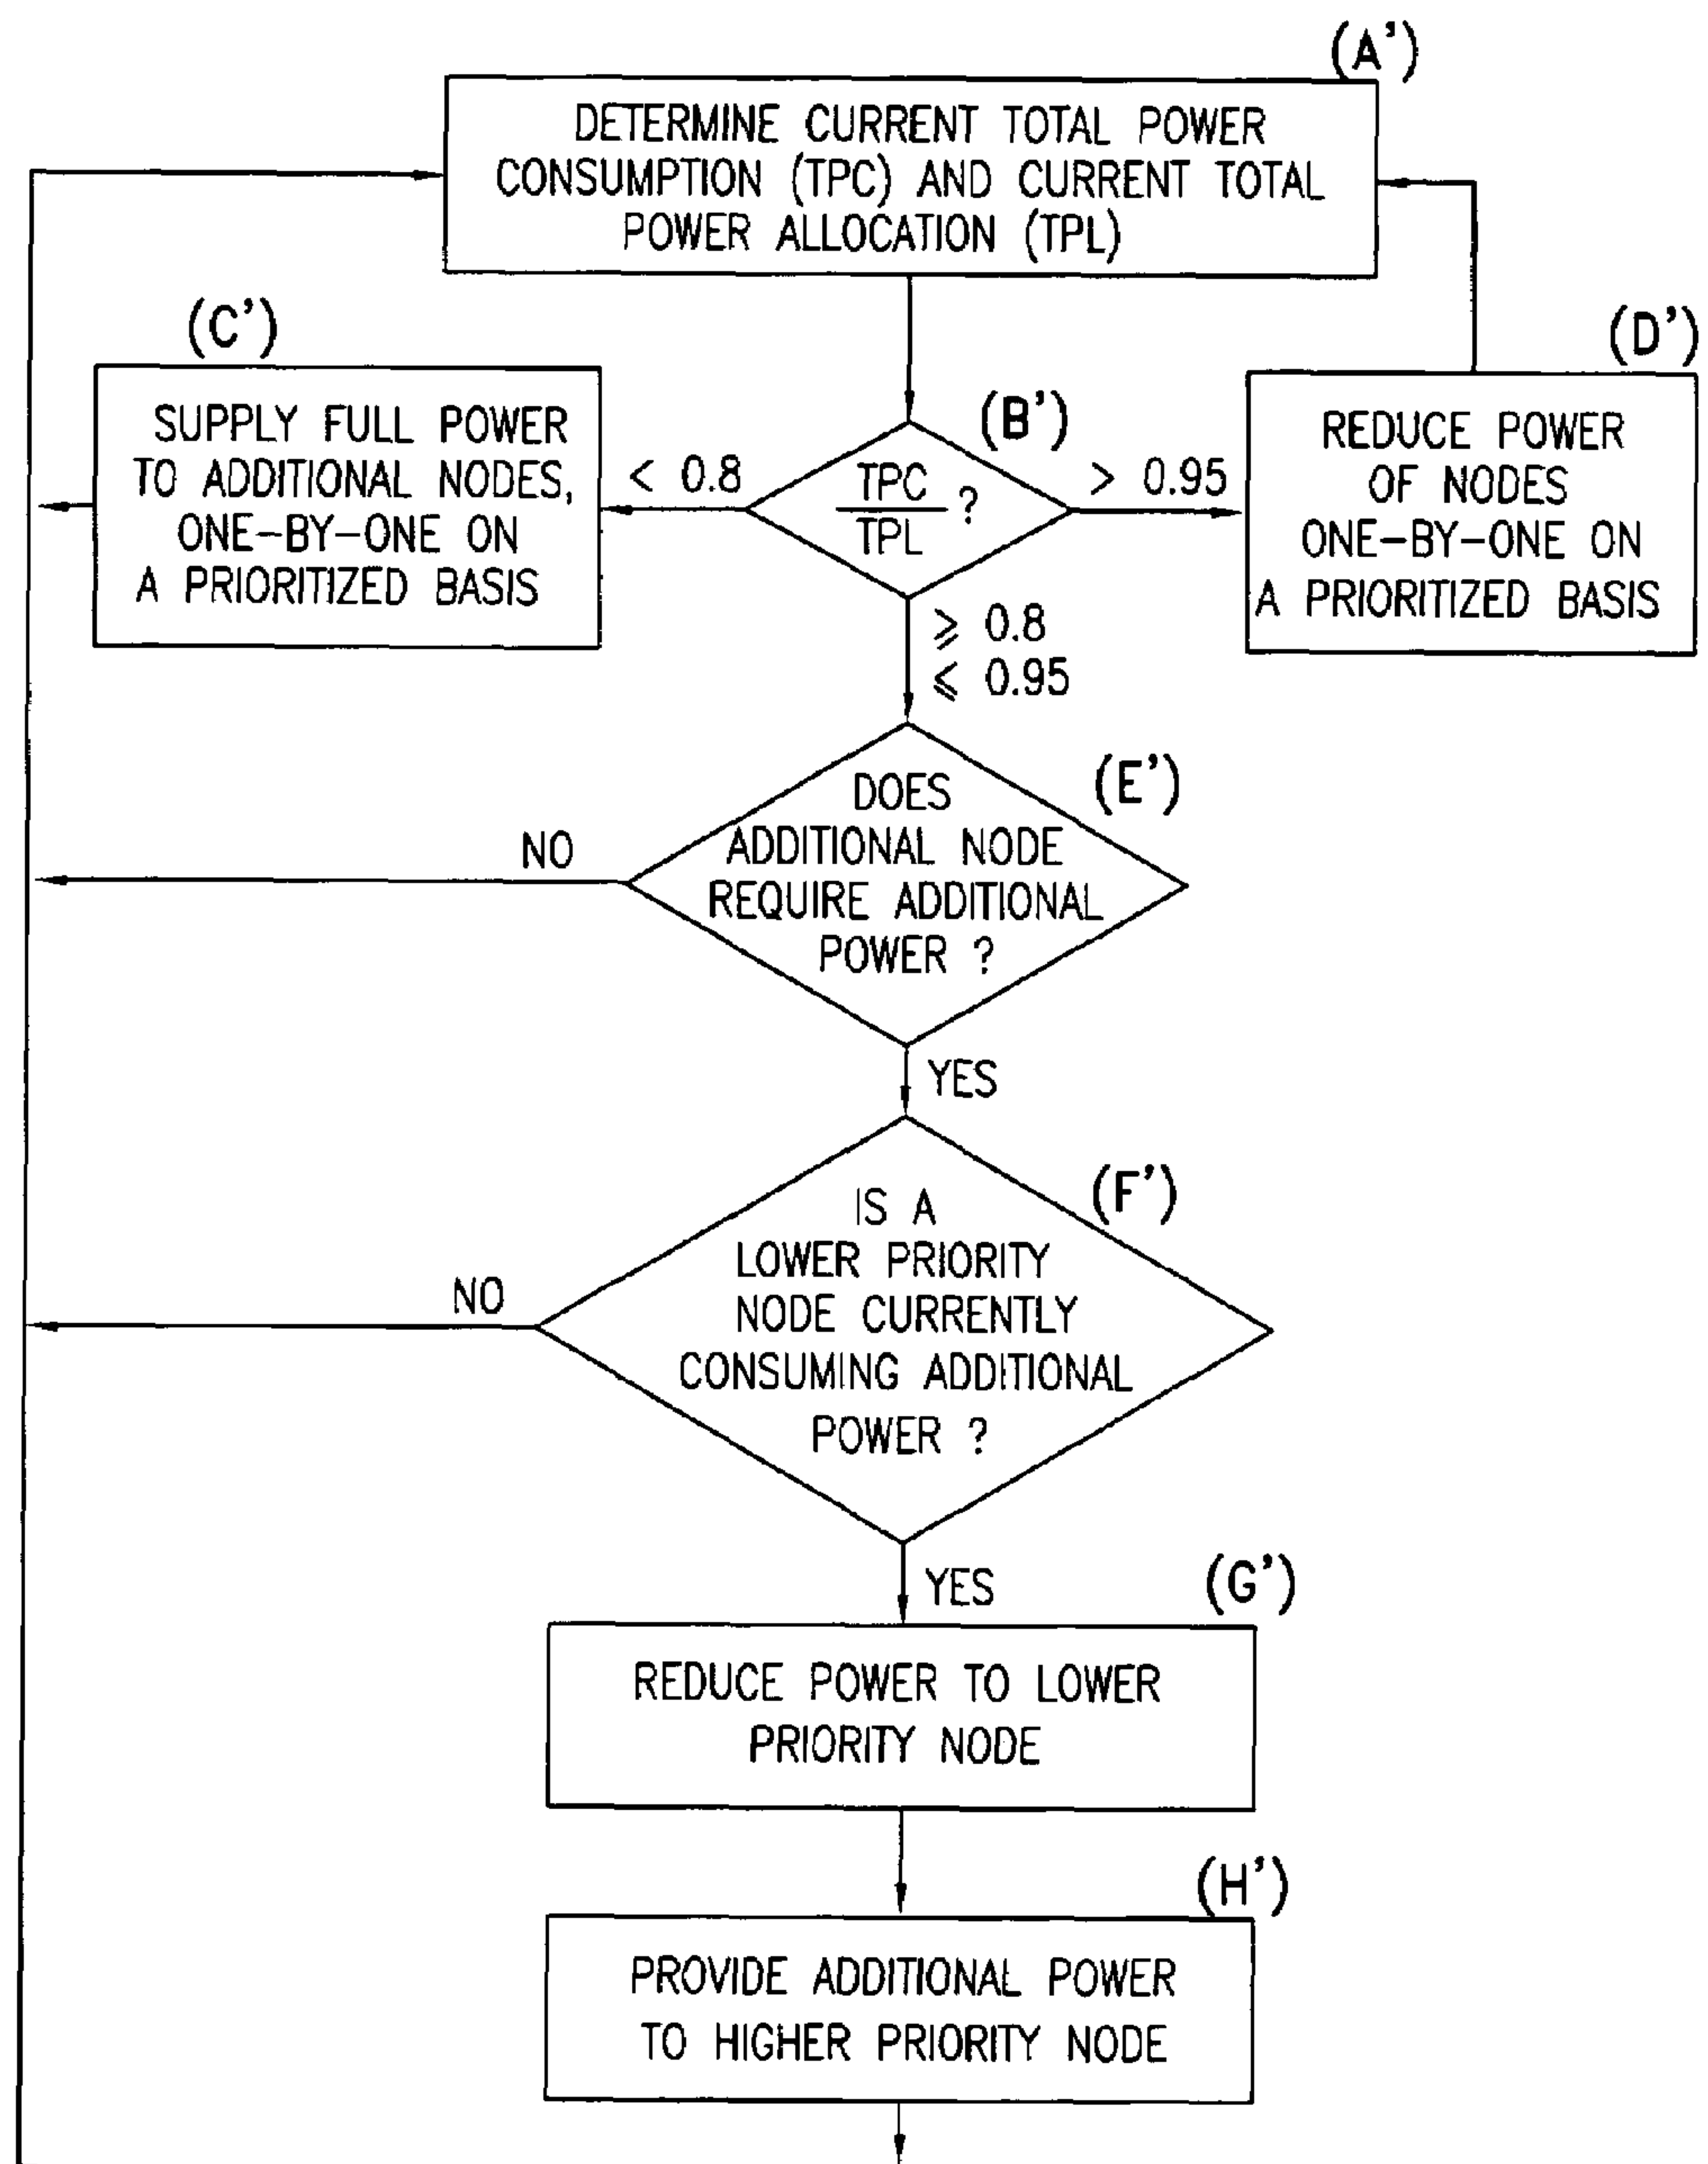 (A')
DETERMINE CURRENT TOTAL POWER
CONSUMPTION (TPC) AND CURRENT TOTAL
POWER ALLOCATION (TPL)
(C')
SUPPLY FULL POWER
TO ADDITIONAL NODES,
ONE-BY-ONE ON
A PRIORITIZED BASIS
< 0.8
(B')
TPC
TPL
?
> 0.95
(D')
REDUCE POWER
OF NODES
ONE-BY-ONE ON
A PRIORITIZED BASIS
⩾ 0.8
⩽ 0.95
(E')
DOES
ADDITIONAL NODE
REQUIRE ADDITIONAL
POWER ?
NO
YES
(F')
IS A
LOWER PRIORITY
NODE CURRENTLY
CONSUMING ADDITIONAL
POWER ?
NO
YES
(G')
REDUCE POWER TO LOWER
PRIORITY NODE
(H')
PROVIDE ADDITIONAL POWER
TO HIGHER PRIORITY NODE